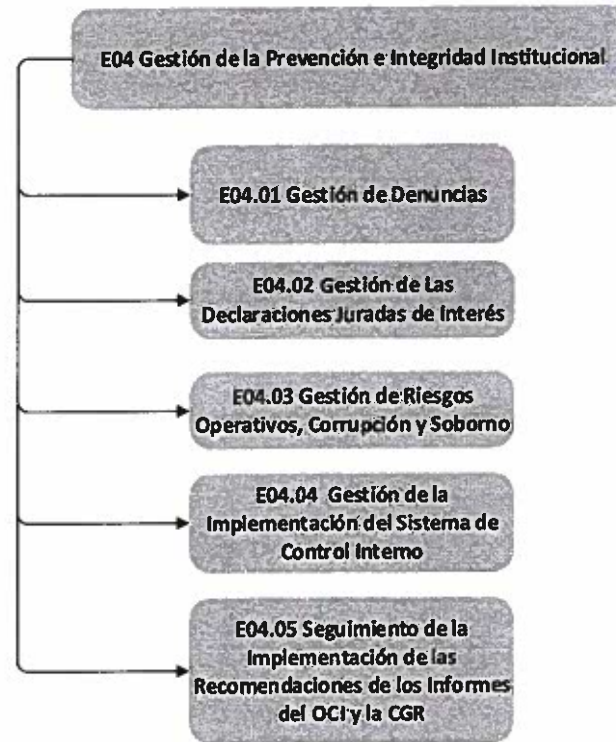 E04 Gestión de la Prevención e Integridad Institucional
E04.01 Gestión de Denuncias
E04.02 Gestión de Las
Declaraciones Juradas de Interés
E04.03 Gestión de Riesgos
Operativos, Corrupción y Soborno
E04.04 Gestión de la
Implementación del Sistema de
Control Interno
E04.05 Seguimiento de la
Implementación de las
Recomendaciones de los Informes
del OCI y la CGR